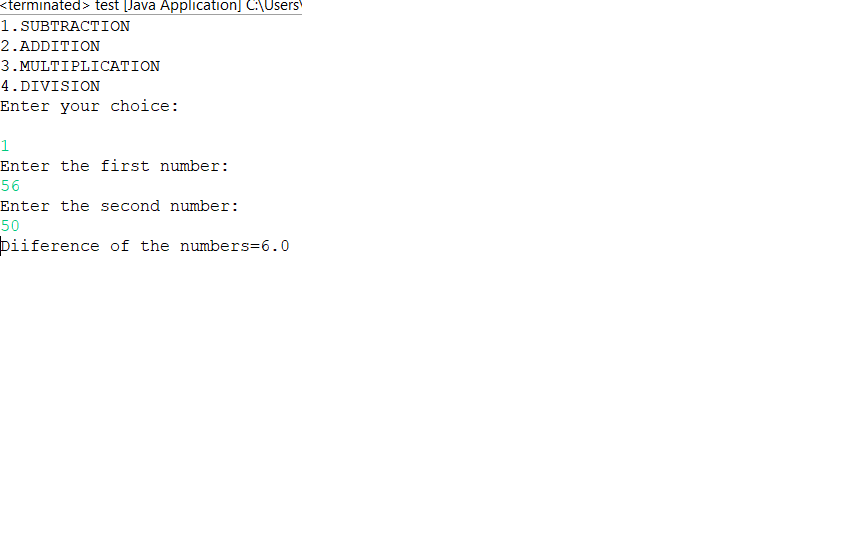 <terminated> test [Java Application] C:\Users\
1.SUBTRACTION
2.ADDITION
3.MULTIPLICATION
4.DIVISION
Enter your choice:
1
Enter the first number:
56
Enter the second number:
50
Diiference of the numbers=6.0